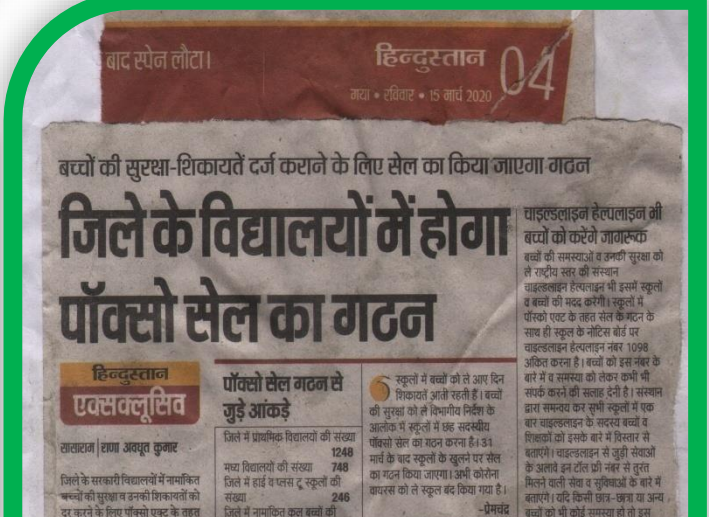 बाद स्पेन लौटा।
हिन्दुस्तान 04
गया • रविवार • 15 मार्च 2020
बच्चों की सुरक्षा-शिकायतें दर्ज कराने के लिए सेल का किया जाएगा गठन
जिले के विद्यालयों में होगा
पॉक्सो सेल का गठन
हिन्दुस्तान
एक्सक्लूसिव
सासाराम | राणा अवधूत कुमार
जिले के सरकारी विद्यालयों में नामांकित
बच्चों की सुरक्षा व उनकी शिकायतों को
दूर करने के लिए पॉक्सो एक्ट के तहत
पॉक्सो सेल गठन से
जुड़े आंकड़े
जिले में प्राथमिक विद्यालयों की संख्या
1248
मध्य विद्यालयों की संख्या 748
जिले में हाई व प्लस टू स्कूलों की
संख्या 246
जिले में नामांकित कुल बच्चों की
स्कूलों में बच्चों को ले आए दिन
शिकायतें आती रहती हैं। बच्चों
की सुरक्षा को ले विभागीय निर्देश के
आलोक में स्कूलों में छह सदस्यीय
पॉक्सो सेल का गठन करना है। 31
मार्च के बाद स्कूलों के खुलने पर सेल
का गठन किया जाएगा। अभी कोरोना
वायरस को ले स्कूल बंद किया गया है।
-प्रेमचंद्र
चाइल्डलाइन हेल्पलाइन भी
बच्चों को करेंगे जागरूक
बच्चों की समस्याओं व उनकी सुरक्षा को
ले राष्ट्रीय स्तर की संस्थान
चाइल्डलाइन हेल्पलाइन भी इसमें स्कूलों
व बच्चों की मदद करेगी। स्कूलों में
पॉस्को एक्ट के तहत सेल के गठन के
साथ ही स्कूल के नोटिस बोर्ड पर
चाइल्डलाइन हेल्पलाइन नंबर 1098
अंकित करना है। बच्चों को इस नंबर के
बारे में व समस्या को लेकर कभी भी
संपर्क करने की सलाह देनी है। संस्थान
द्वारा समन्वय कर सभी स्कूलों में एक
बार चाइल्डलाइन के सदस्य बच्चों व
शिक्षकों को इसके बारे में विस्तार से
बताएंगे। चाइल्डलाइन से जुड़ी सेवाओं
के अलावे इन टॉल फ्री नंबर से तुरंत
मिलने वाली सेवा व सुविधाओं के बारे में
बताएंगे। यदि किसी छात्र-छात्रा या अन्य
बच्चों को भी कोई समस्या हो तो इस